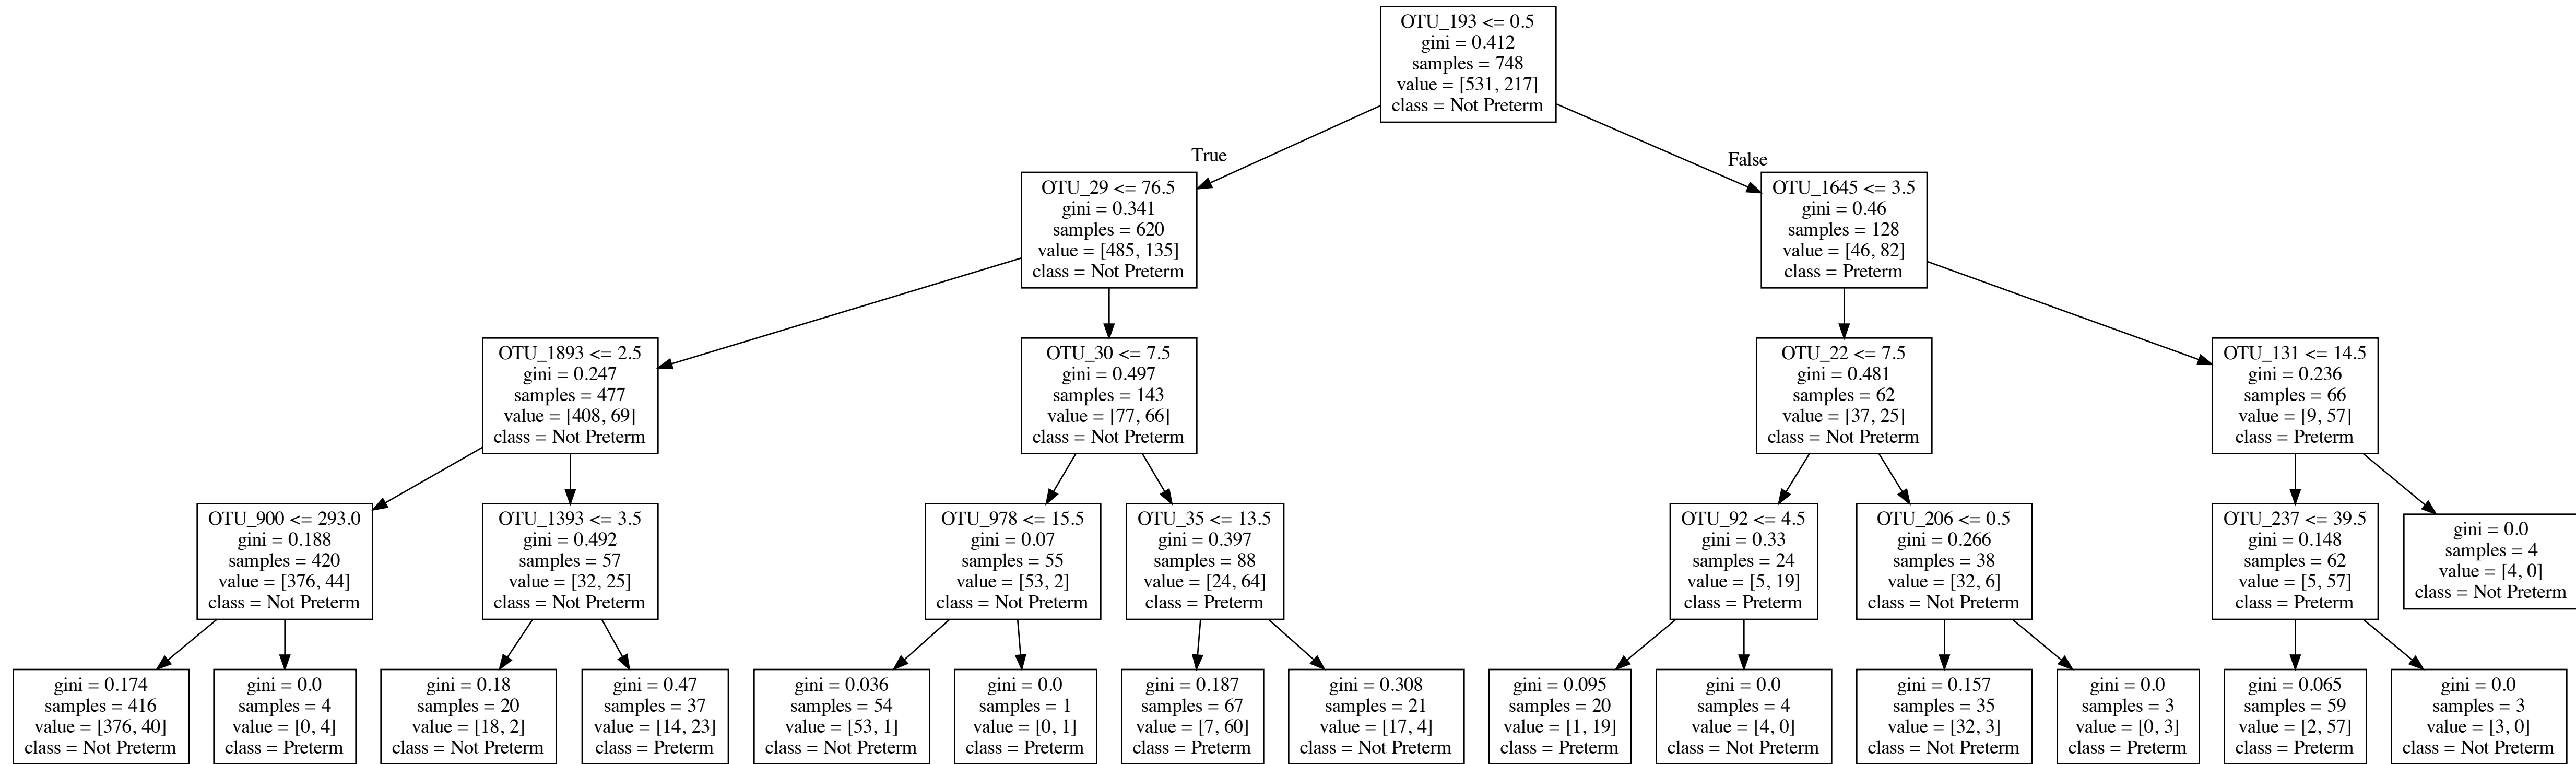 OTU_193 <= 0.5
gini = 0.412
samples = 748
value = [531, 217]
class = Not Preterm
True
False
OTU_29 <= 76.5
gini = 0.341
samples = 620
value = [485, 135]
class = Not Preterm
OTU_1645 <= 3.5
gini = 0.46
samples = 128
value = [46, 82]
class = Preterm
OTU_1893 <= 2.5
gini = 0.247
samples = 477
value = [408, 69]
class = Not Preterm
OTU_30 <= 7.5
gini = 0.497
samples = 143
value = [77, 66]
class = Not Preterm
OTU_22 <= 7.5
gini = 0.481
samples = 62
value = [37, 25]
class = Not Preterm
OTU_131 <= 14.5
gini = 0.236
samples = 66
value = [9, 57]
class = Preterm
OTU_900 <= 293.0
gini = 0.188
samples = 420
value = [376, 44]
class = Not Preterm
OTU_1393 <= 3.5
gini = 0.492
samples = 57
value = [32, 25]
class = Not Preterm
OTU_978 <= 15.5
gini = 0.07
samples = 55
value = [53, 2]
class = Not Preterm
OTU_35 <= 13.5
gini = 0.397
samples = 88
value = [24, 64]
class = Preterm
OTU_92 <= 4.5
gini = 0.33
samples = 24
value = [5, 19]
class = Preterm
OTU_206 <= 0.5
gini = 0.266
samples = 38
value = [32, 6]
class = Not Preterm
OTU_237 <= 39.5
gini = 0.148
samples = 62
value = [5, 57]
class = Preterm
gini = 0.0
samples = 4
value = [4, 0]
class = Not Preterm
gini = 0.174
samples = 416
value = [376, 40]
class = Not Preterm
gini = 0.0
samples = 4
value = [0, 4]
class = Preterm
gini = 0.18
samples = 20
value = [18, 2]
class = Not Preterm
gini = 0.47
samples = 37
value = [14, 23]
class = Preterm
gini = 0.036
samples = 54
value = [53, 1]
class = Not Preterm
gini = 0.0
samples = 1
value = [0, 1]
class = Preterm
gini = 0.187
samples = 67
value = [7, 60]
class = Preterm
gini = 0.308
samples = 21
value = [17, 4]
class = Not Preterm
gini = 0.095
samples = 20
value = [1, 19]
class = Preterm
gini = 0.0
samples = 4
value = [4, 0]
class = Not Preterm
gini = 0.157
samples = 35
value = [32, 3]
class = Not Preterm
gini = 0.0
samples = 3
value = [0, 3]
class = Preterm
gini = 0.065
samples = 59
value = [2, 57]
class = Preterm
gini = 0.0
samples = 3
value = [3, 0]
class = Not Preterm